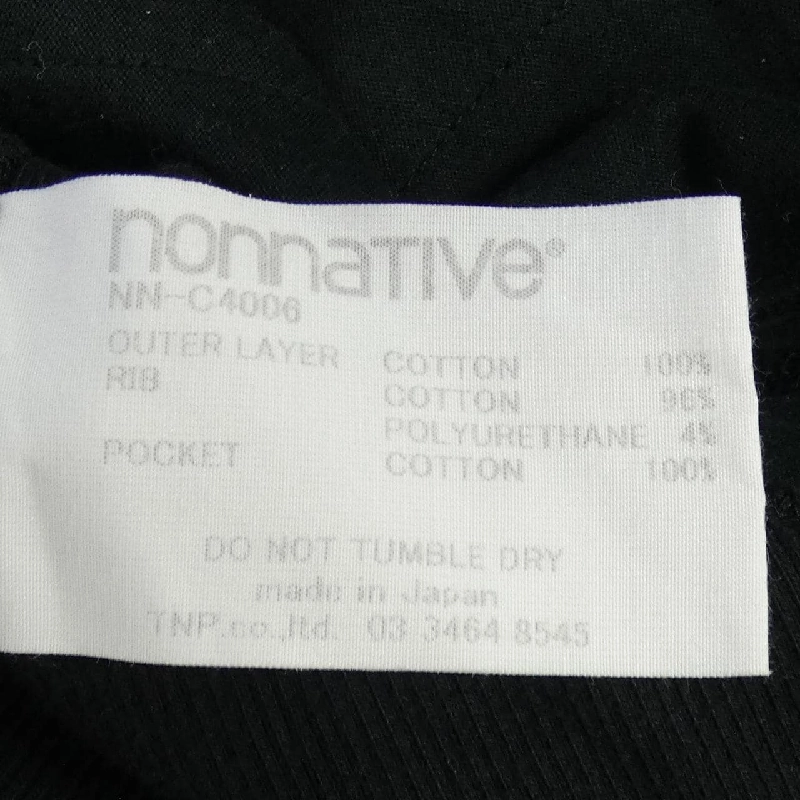 nonnaTIVe®
NN-C4006
OUTER LAYER COTTON 100%
RIB COTTON 96%
POLYURETHANE 4%
POCKET COTTON 100%
DO NOT TUMBLE DRY
made in Japan
TNP.co.,ltd. 03 3464 8545